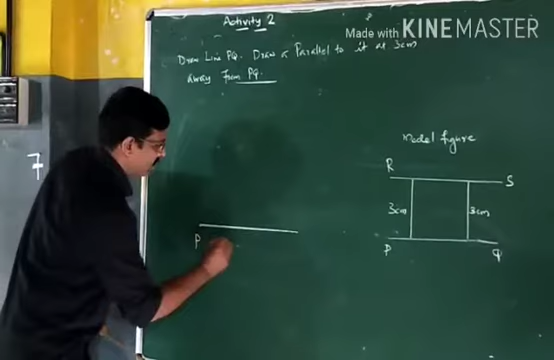 Activity 2
Made with KINEMASTER
Draw Line PQ. Draw a Parallel to it at 3cm
away from PQ.
7
Model figure
R
S
3cm
3cm
P
P
Q